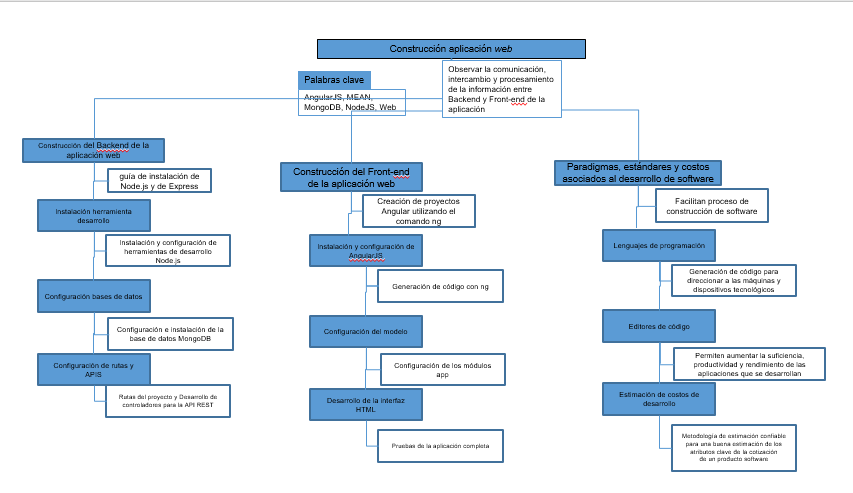 Construcción aplicación web
Palabras clave
AngularJS, MEAN,
MongoDB, NodeJS, Web
Observar la comunicación,
intercambio y procesamiento
de la información entre
Backend y Front-end de la
aplicación
Construcción del Backend de la
aplicación web
guía de instalación de
Node.js y de Express
Instalación herramienta
desarrollo
Instalación y configuración de
herramientas de desarrollo
Node.js
Configuración bases de datos
Configuración e instalación de la
base de datos MongoDB
Configuración de rutas y
APIS
Rutas del proyecto y Desarrollo de
controladores para la API REST
Construcción del Front-end
de la aplicación web
Creación de proyectos
Angular utilizando el
comando ng
Instalación y configuración de
AngularJS
Generación de código con ng
Configuración del modelo
Configuración de los módulos
app
Desarrollo de la interfaz
HTML
Pruebas de la aplicación completa
Paradigmas, estándares y costos
asociados al desarrollo de software
Facilitan proceso de
construcción de software
Lenguajes de programación
Generación de código para
direccionar a las máquinas y
dispositivos tecnológicos
Editores de código
Permiten aumentar la suficiencia,
productividad y rendimiento de las
aplicaciones que se desarrollan
Estimación de costos de
desarrollo
Metodología de estimación confiable
para una buena estimación de los
atributos clave de la cotización
de un producto software